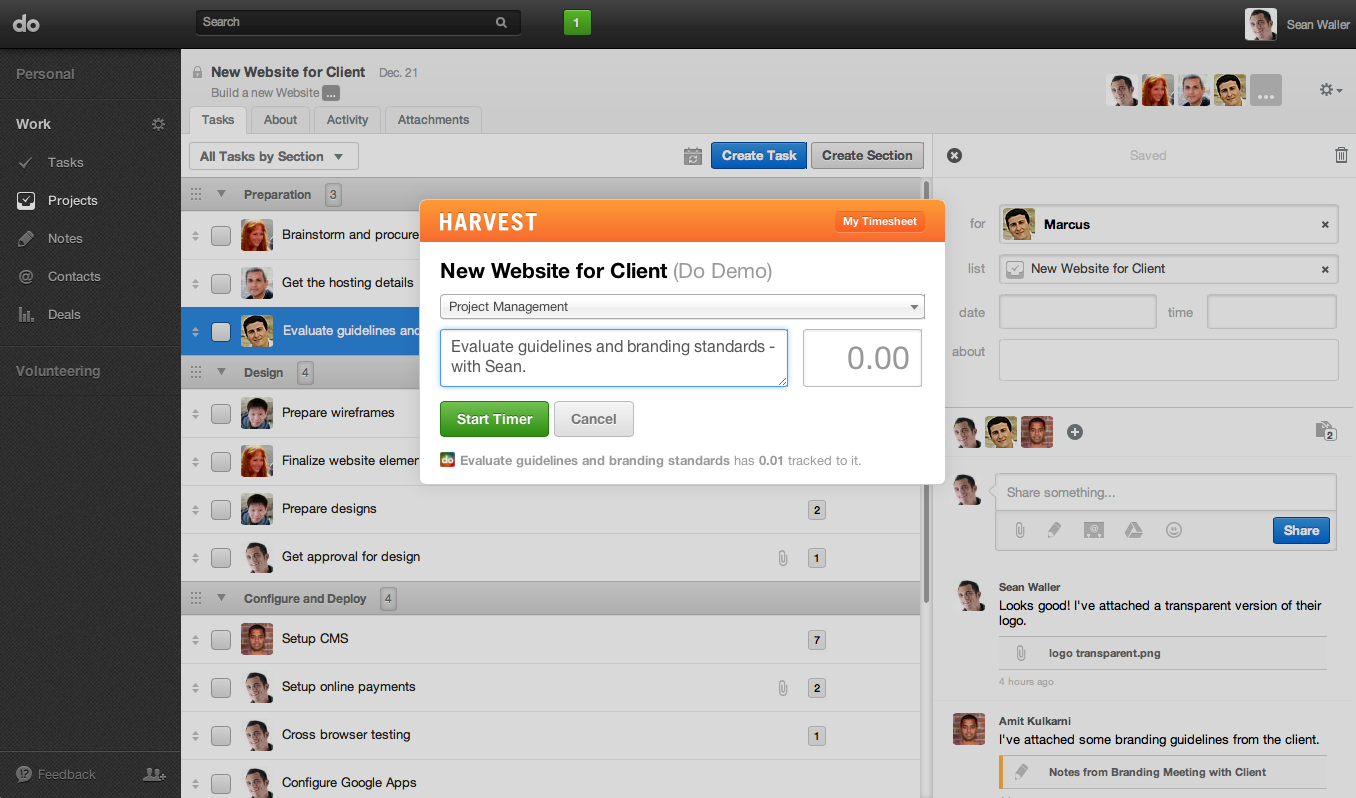 do
Search
1
Sean Waller
Personal
Work
Tasks
Projects
Notes
@ Contacts
Deals
Volunteering
12 Feedback
New Website for Client Dec. 21
Build a new Website ...
...
Tasks About Activity Attachments
All Tasks by Section
Create Task Create Section
Preparation 3
Brainstorm and procure
Get the hosting details
Evaluate guidelines and
Design 4
Prepare wireframes
Finalize website elemen
Prepare designs 2
Get approval for design 1
Configure and Deploy 4
Setup CMS 7
Setup online payments 2
Cross browser testing 1
Configure Google Apps
HARVEST
My Timesheet
New Website for Client (Do Demo)
Project Management
Evaluate guidelines and branding standards -
with Sean.
0.00
Start Timer Cancel
do Evaluate guidelines and branding standards has 0.01 tracked to it.
Saved
for Marcus ×
list New Website for Client ×
date time
about
2
Share something...
Share
Sean Waller
Looks good! I've attached a transparent version of their
logo.
logo transparent.png
4 hours ago
Amit Kulkarni
I've attached some branding guidelines from the client.
Notes from Branding Meeting with Client